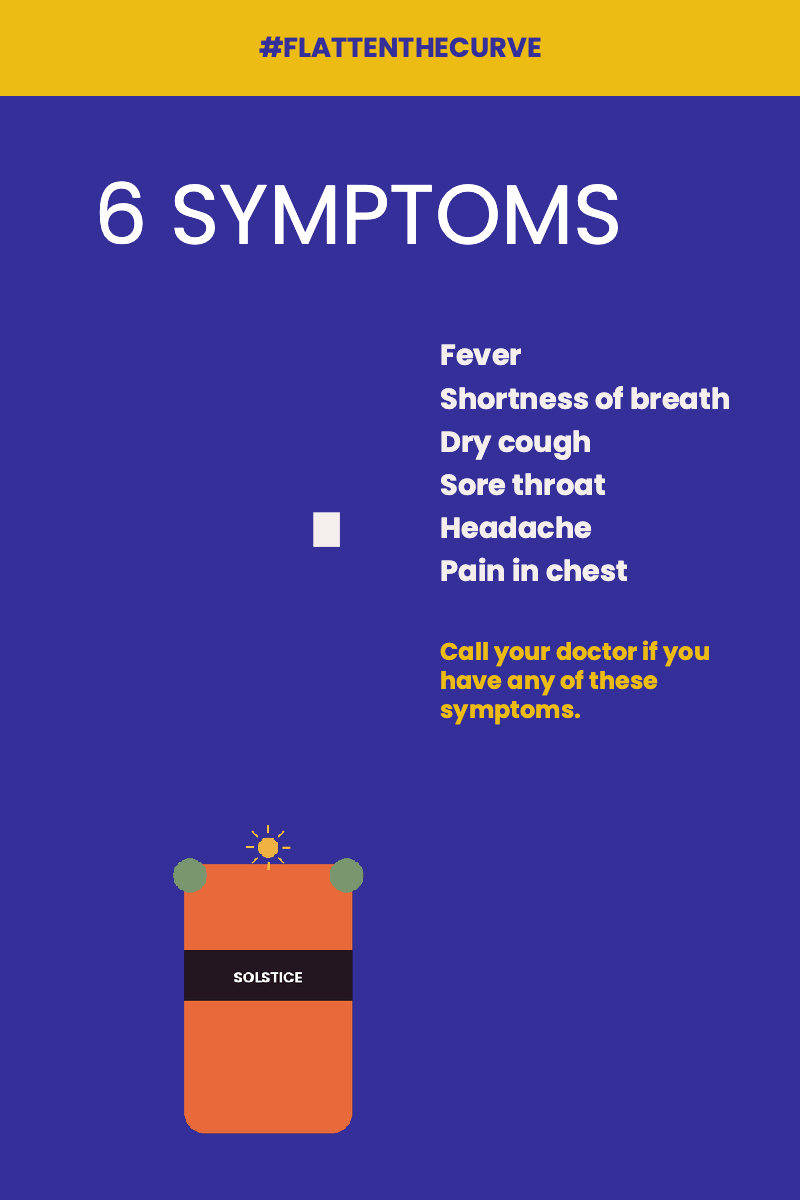 #FLATTENTHECURVE
6 SYMPTOMS
Fever
Shortness of breath
Dry cough
Sore throat
Headache
Pain in chest
Call your doctor if you
have any of these
symptoms.
SOLSTICE